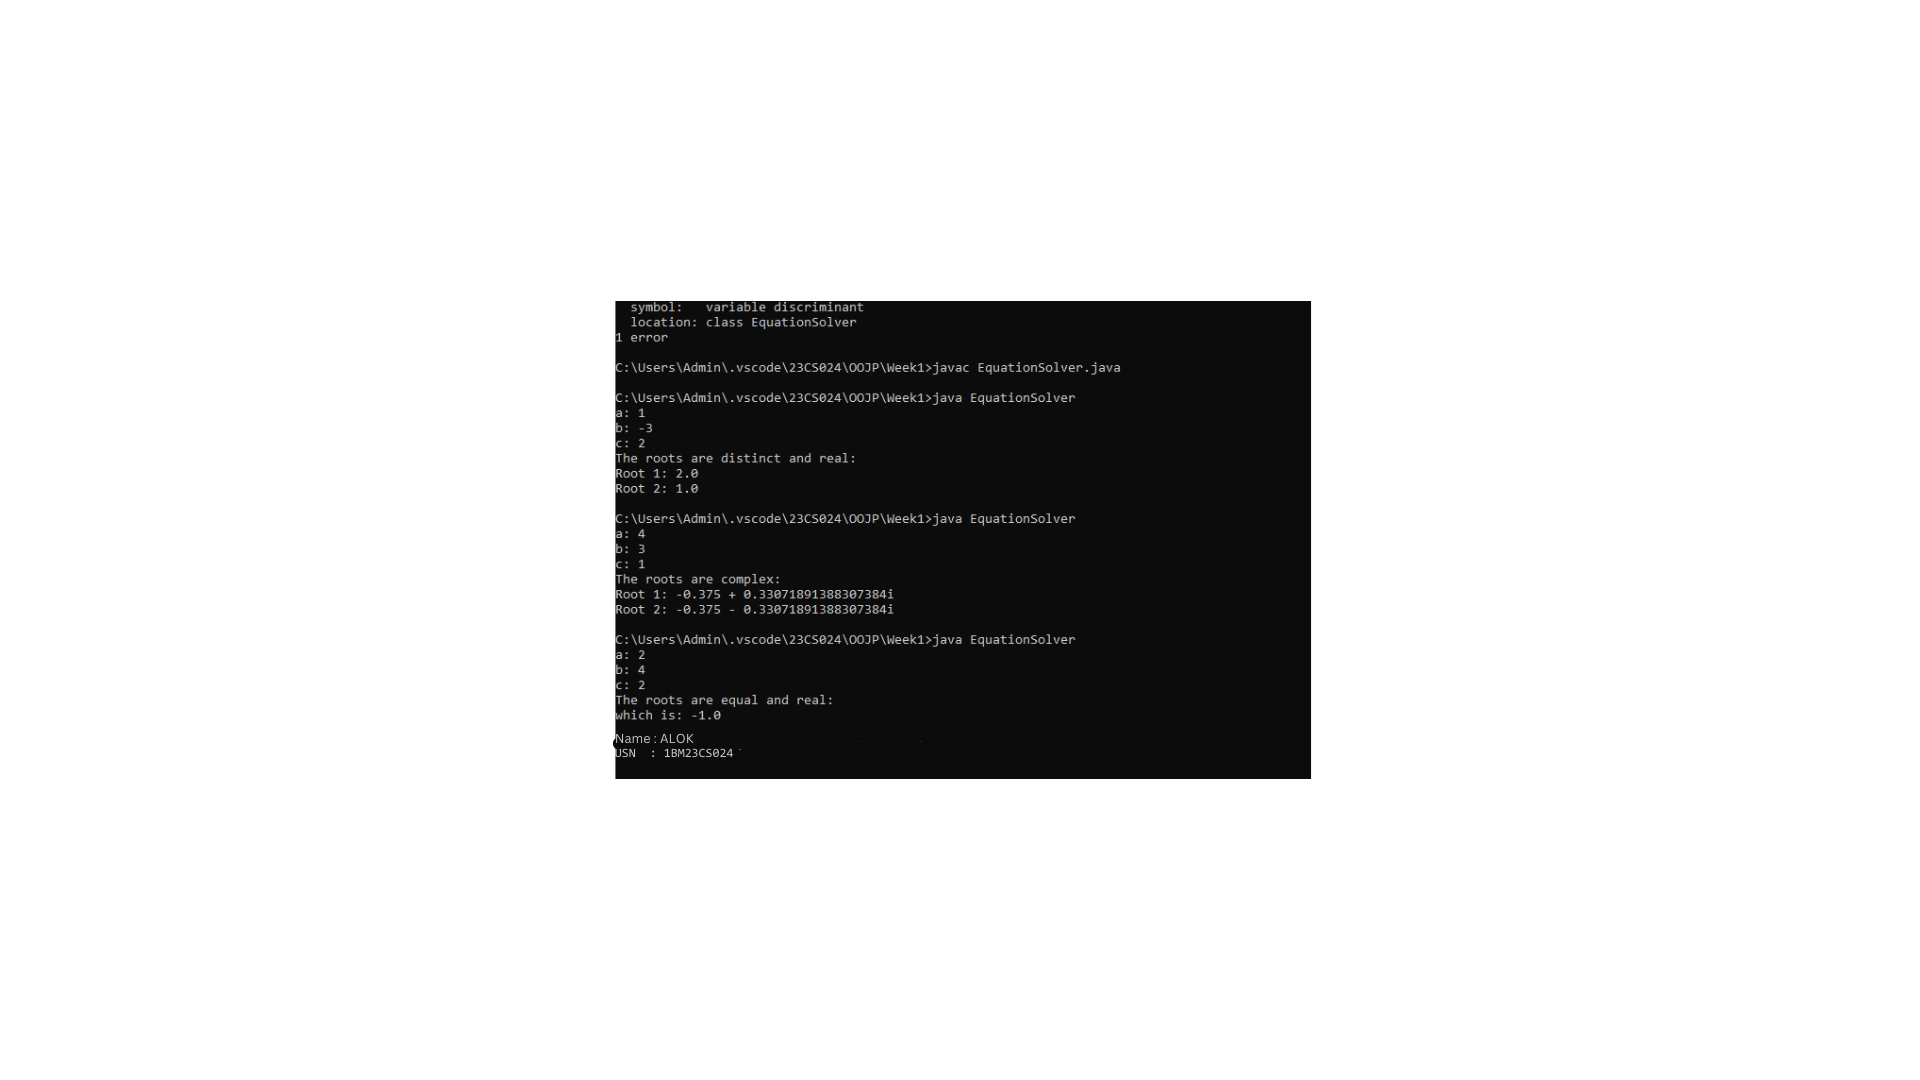 symbol:   variable discriminant
location: class EquationSolver
1 error
C:\Users\Admin\.vscode\23CS024\OOJP\Week1>javac EquationSolver.java
C:\Users\Admin\.vscode\23CS024\OOJP\Week1>java EquationSolver
a: 1
b: -3
c: 2
The roots are distinct and real:
Root 1: 2.0
Root 2: 1.0
C:\Users\Admin\.vscode\23CS024\OOJP\Week1>java EquationSolver
a: 4
b: 3
c: 1
The roots are complex:
Root 1: -0.375 + 0.33071891388307384i
Root 2: -0.375 - 0.33071891388307384i
C:\Users\Admin\.vscode\23CS024\OOJP\Week1>java EquationSolver
a: 2
b: 4
c: 2
The roots are equal and real:
which is: -1.0
Name : ALOK
USN  : 1BM23CS024